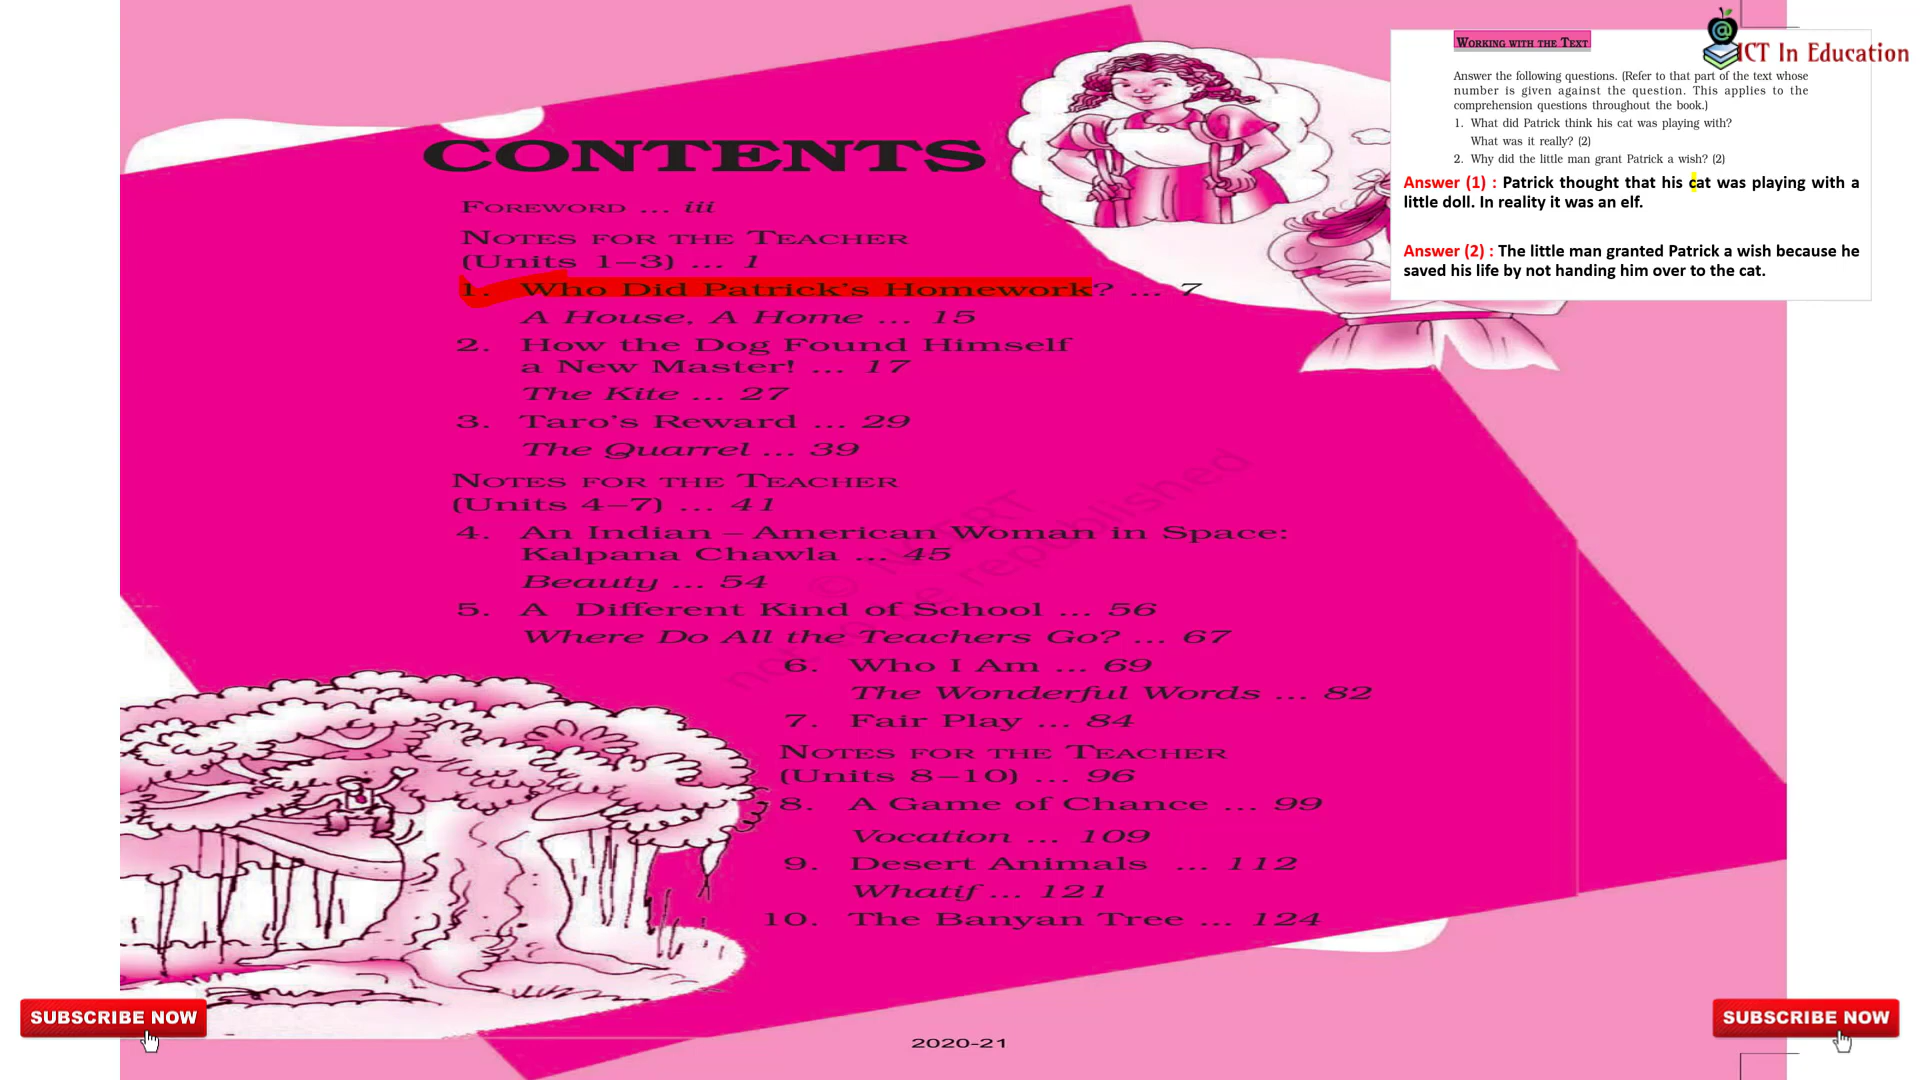 CONTENTS
FOREWORD ... iii
NOTES FOR THE TEACHER
(Units 1–3) ... 1
1. Who Did Patrick's Homework? ... 7
A House, A Home ... 15
2. How the Dog Found Himself
a New Master! ... 17
The Kite ... 27
3. Taro's Reward ... 29
The Quarrel ... 39
NOTES FOR THE TEACHER
(Units 4–7) ... 41
4. An Indian – American Woman in Space:
Kalpana Chawla ... 45
Beauty ... 54
5. A Different Kind of School ... 56
Where Do All the Teachers Go? ... 67
6. Who I Am ... 69
The Wonderful Words ... 82
7. Fair Play ... 84
NOTES FOR THE TEACHER
(Units 8–10) ... 96
8. A Game of Chance ... 99
Vocation ... 109
9. Desert Animals ... 112
Whatif ... 121
10. The Banyan Tree ... 124
2020-21
not to be republished
WORKING WITH THE TEXT
Answer the following questions. (Refer to that part of the text whose
number is given against the question. This applies to the
comprehension questions throughout the book.)
1. What did Patrick think his cat was playing with?
What was it really? (2)
2. Why did the little man grant Patrick a wish? (2)
Answer (1) : Patrick thought that his cat was playing with a
little doll. In reality it was an elf.
Answer (2) : The little man granted Patrick a wish because he
saved his life by not handing him over to the cat.
ICT In Education
SUBSCRIBE NOW
SUBSCRIBE NOW